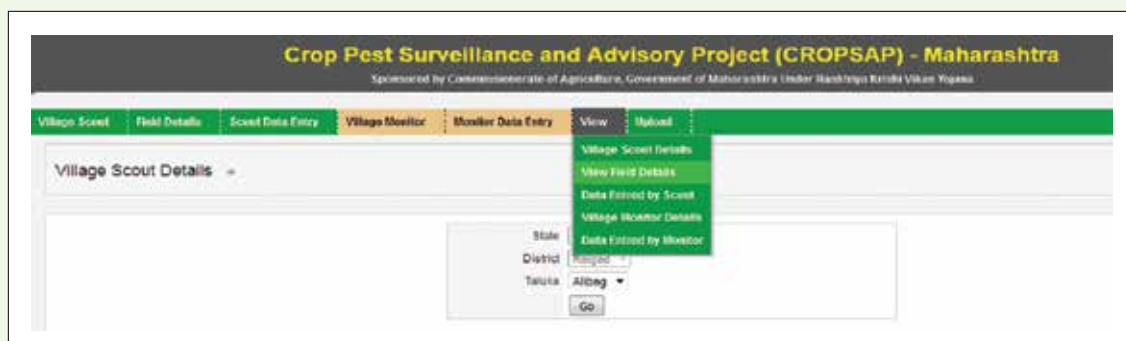 Crop Pest Surveillance and Advisory Project (CROPSAP) - Maharashtra
Sponsored by Commissionerate of Agriculture, Government of Maharashtra Under Rashtriya Krishi Vikas Yojana
Village Scout Field Details Scout Data Entry Village Monitor Monitor Data Entry View Upload
Village Scout Details
View Field Details
Data Entred by Scout
Village Monitor Details
Data Entred by Monitor
Village Scout Details
State
District Raigad
Taluka Alibag
Go